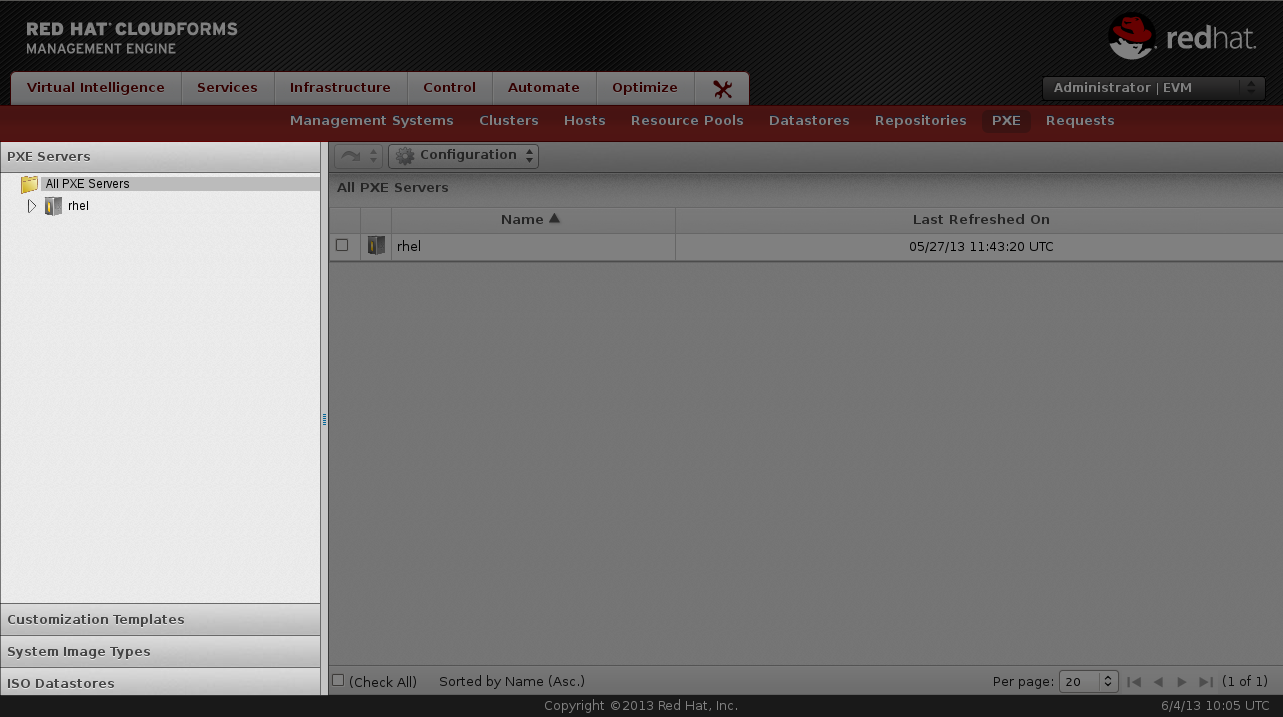 RED HAT CLOUDFORMS
MANAGEMENT ENGINE
redhat.
Virtual Intelligence Services Infrastructure Control Automate Optimize
Administrator | EVM
Management Systems Clusters Hosts Resource Pools Datastores Repositories PXE Requests
PXE Servers
Configuration
All PXE Servers
rhel
All PXE Servers
Name Last Refreshed On
rhel 05/27/13 11:43:20 UTC
Customization Templates
System Image Types
ISO Datastores
(Check All) Sorted by Name (Asc.) Per page: 20 (1 of 1)
Copyright ©2013 Red Hat, Inc. 6/4/13 10:05 UTC